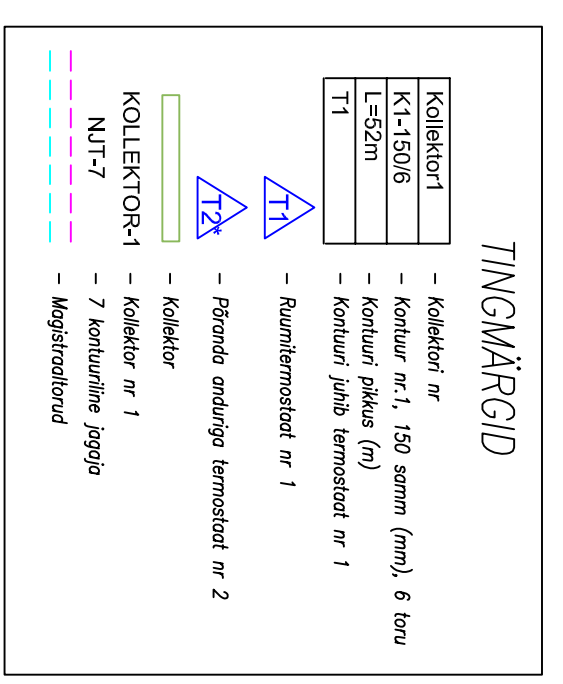 TINGMÄRGID
Kollektor1 - Kollektori nr
K1-150/6 - Kontuur nr.1, 150 samm (mm), 6 toru
L=52m - Kontuuri pikkus (m)
T1 - Kontuuri juhib termostaat nr 1
T1 - Ruumitermostaat nr 1
T2* - Põranda anduriga termostaat nr 2
- Kollektor
KOLLEKTOR-1 - Kollektor nr 1
NJT-7 - 7 kontuuriline jagaja
- Magistraaltorud